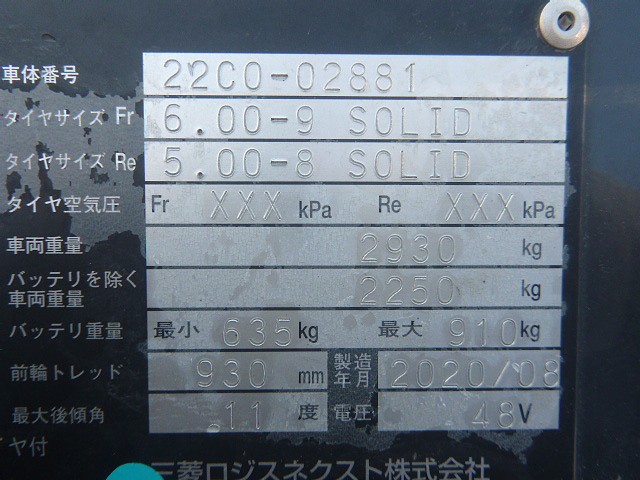 車体番号 22C0-02881
タイヤサイズ Fr 6.00-9 SOLID
タイヤサイズ Re 5.00-8 SOLID
タイヤ空気圧 Fr XXX kPa Re XXX kPa
車両重量 2930 kg
バッテリを除く車両重量 2250 kg
バッテリ重量 最小 635 kg 最大 910 kg
前輪トレッド 930 mm 製造年月 2020/08
最大後傾角 11 度 電圧 48 V
ヤ付
三菱ロジスネクスト株式会社